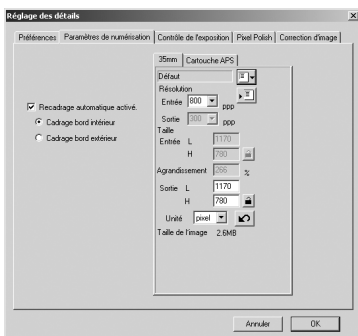 Réglage des détails
Préférences Paramètres de numérisation Contrôle de l'exposition Pixel Polish Correction d'image
35mm Cartouche APS
Défaut
Résolution
Entrée 800 ppp
Sortie 300 ppp
Taille
Entrée L 1170
H 780
Agrandissement 266 %
Sortie L 1170
H 780
Unité pixel
Taille de l'image 2.6MB
Recadrage automatique activé.
Cadrage bord intérieur
Cadrage bord extérieur
Annuler OK